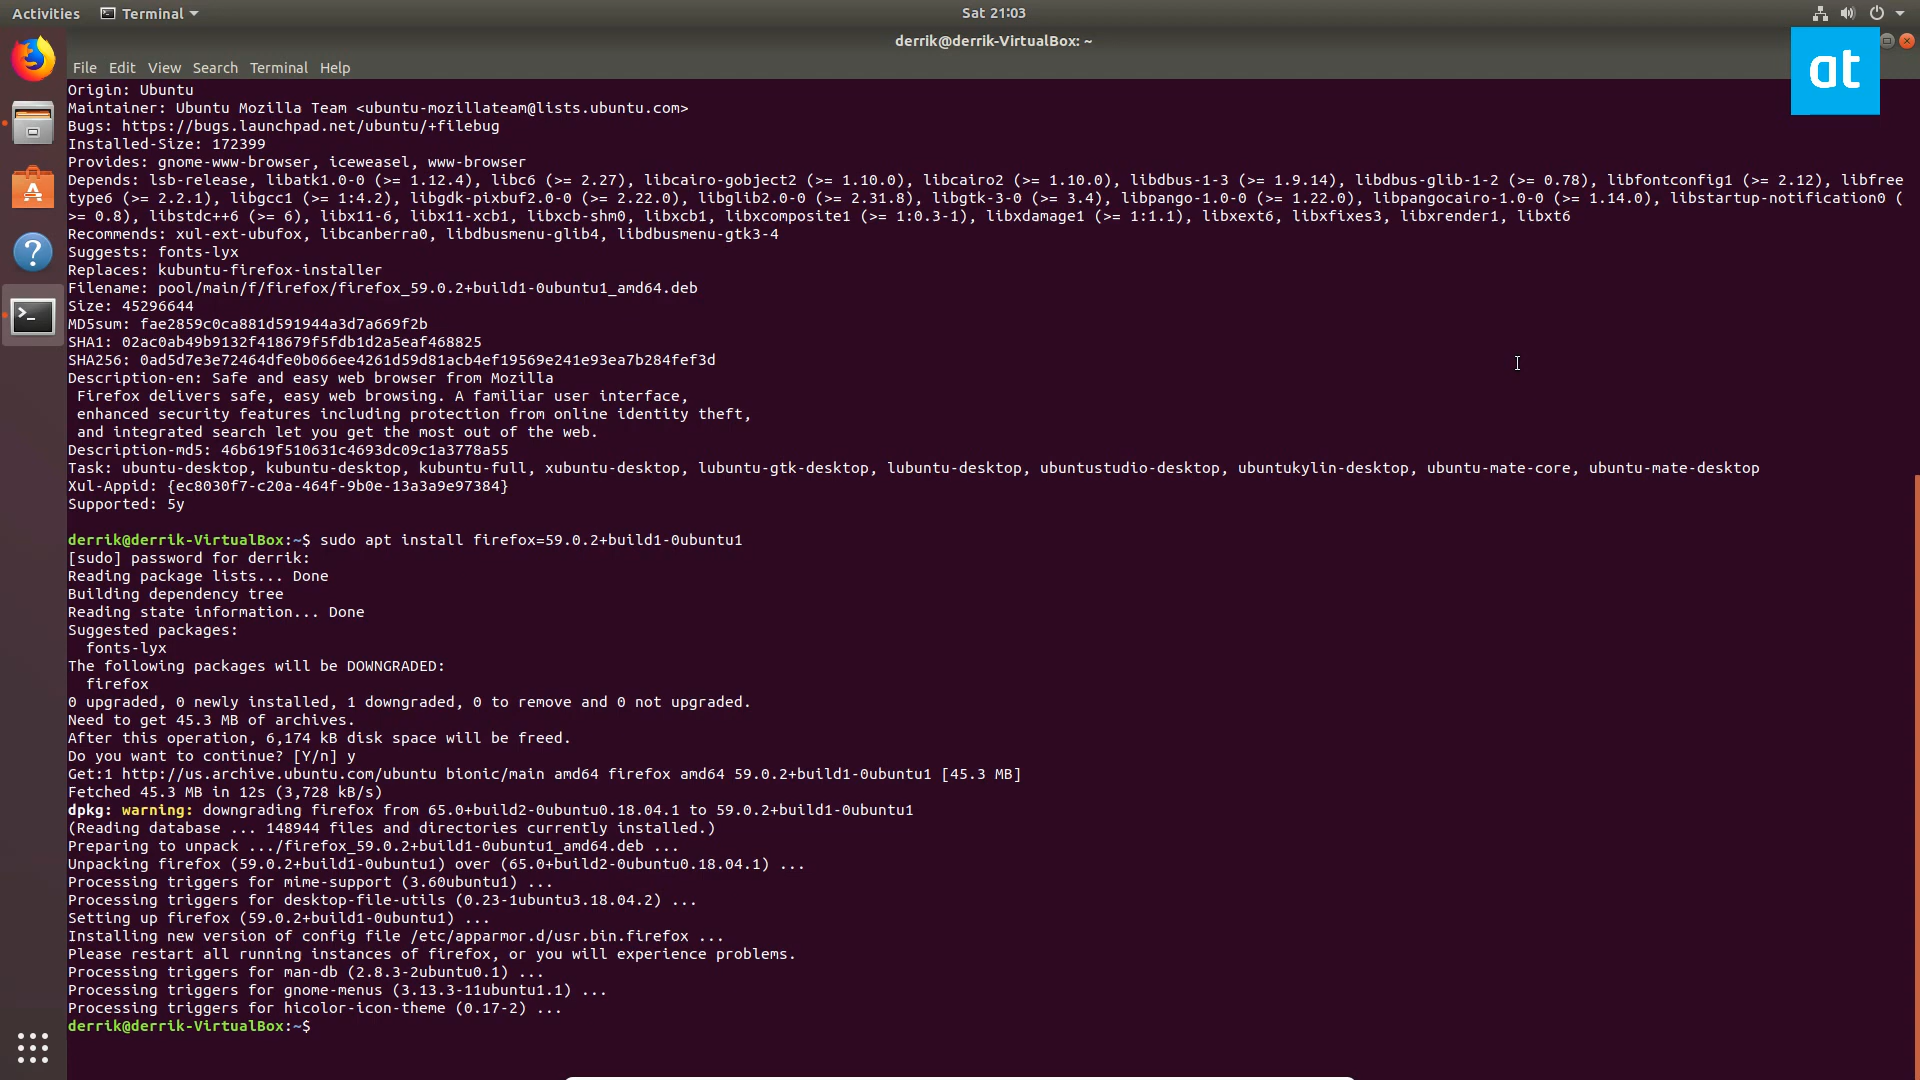 Activities Terminal Sat 21:03
derrik@derrik-VirtualBox: ~
at
File Edit View Search Terminal Help
Origin: Ubuntu
Maintainer: Ubuntu Mozilla Team <ubuntu-mozillateam@lists.ubuntu.com>
Bugs: https://bugs.launchpad.net/ubuntu/+filebug
Installed-Size: 172399
Provides: gnome-www-browser, iceweasel, www-browser
Depends: lsb-release, libatk1.0-0 (>= 1.12.4), libc6 (>= 2.27), libcairo-gobject2 (>= 1.10.0), libcairo2 (>= 1.10.0), libdbus-1-3 (>= 1.9.14), libdbus-glib-1-2 (>= 0.78), libfontconfig1 (>= 2.12), libfree
type6 (>= 2.2.1), libgcc1 (>= 1:4.2), libgdk-pixbuf2.0-0 (>= 2.22.0), libglib2.0-0 (>= 2.31.8), libgtk-3-0 (>= 3.4), libpango-1.0-0 (>= 1.22.0), libpangocairo-1.0-0 (>= 1.14.0), libstartup-notification0 (
>= 0.8), libstdc++6 (>= 6), libx11-6, libx11-xcb1, libxcb-shm0, libxcb1, libxcomposite1 (>= 1:0.3-1), libxdamage1 (>= 1:1.1), libxext6, libxfixes3, libxrender1, libxt6
Recommends: xul-ext-ubufox, libcanberra0, libdbusmenu-glib4, libdbusmenu-gtk3-4
Suggests: fonts-lyx
Replaces: kubuntu-firefox-installer
Filename: pool/main/f/firefox/firefox_59.0.2+build1-0ubuntu1_amd64.deb
Size: 45296644
MD5sum: fae2859c0ca881d591944a3d7a669f2b
SHA1: 02ac0ab49b9132f418679f5fdb1d2a5eaf468825
SHA256: 0ad5d7e3e72464dfe0b066ee4261d59d81acb4ef19569e241e93ea7b284fef3d
Description-en: Safe and easy web browser from Mozilla
Firefox delivers safe, easy web browsing. A familiar user interface,
enhanced security features including protection from online identity theft,
and integrated search let you get the most out of the web.
Description-md5: 46b619f510631c4693dc09c1a3778a55
Task: ubuntu-desktop, kubuntu-desktop, kubuntu-full, xubuntu-desktop, lubuntu-gtk-desktop, lubuntu-desktop, ubuntustudio-desktop, ubuntukylin-desktop, ubuntu-mate-core, ubuntu-mate-desktop
Xul-Appid: {ec8030f7-c20a-464f-9b0e-13a3a9e97384}
Supported: 5y
derrik@derrik-VirtualBox:~$ sudo apt install firefox=59.0.2+build1-0ubuntu1
[sudo] password for derrik:
Reading package lists... Done
Building dependency tree
Reading state information... Done
Suggested packages:
fonts-lyx
The following packages will be DOWNGRADED:
firefox
0 upgraded, 0 newly installed, 1 downgraded, 0 to remove and 0 not upgraded.
Need to get 45.3 MB of archives.
After this operation, 6,174 kB disk space will be freed.
Do you want to continue? [Y/n] y
Get:1 http://us.archive.ubuntu.com/ubuntu bionic/main amd64 firefox amd64 59.0.2+build1-0ubuntu1 [45.3 MB]
Fetched 45.3 MB in 12s (3,728 kB/s)
dpkg: warning: downgrading firefox from 65.0+build2-0ubuntu0.18.04.1 to 59.0.2+build1-0ubuntu1
(Reading database ... 148944 files and directories currently installed.)
Preparing to unpack .../firefox_59.0.2+build1-0ubuntu1_amd64.deb ...
Unpacking firefox (59.0.2+build1-0ubuntu1) over (65.0+build2-0ubuntu0.18.04.1) ...
Processing triggers for mime-support (3.60ubuntu1) ...
Processing triggers for desktop-file-utils (0.23-1ubuntu3.18.04.2) ...
Setting up firefox (59.0.2+build1-0ubuntu1) ...
Installing new version of config file /etc/apparmor.d/usr.bin.firefox ...
Please restart all running instances of firefox, or you will experience problems.
Processing triggers for man-db (2.8.3-2ubuntu0.1) ...
Processing triggers for gnome-menus (3.13.3-11ubuntu1.1) ...
Processing triggers for hicolor-icon-theme (0.17-2) ...
derrik@derrik-VirtualBox:~$